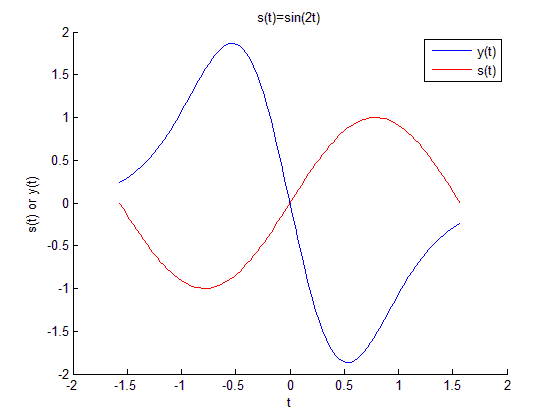 s(t)=sin(2t)
y(t)
s(t)
s(t) or y(t)
2
1.5
1
0.5
0
-0.5
-1
-1.5
-2
-2 -1.5 -1 -0.5 0 0.5 1 1.5 2
t